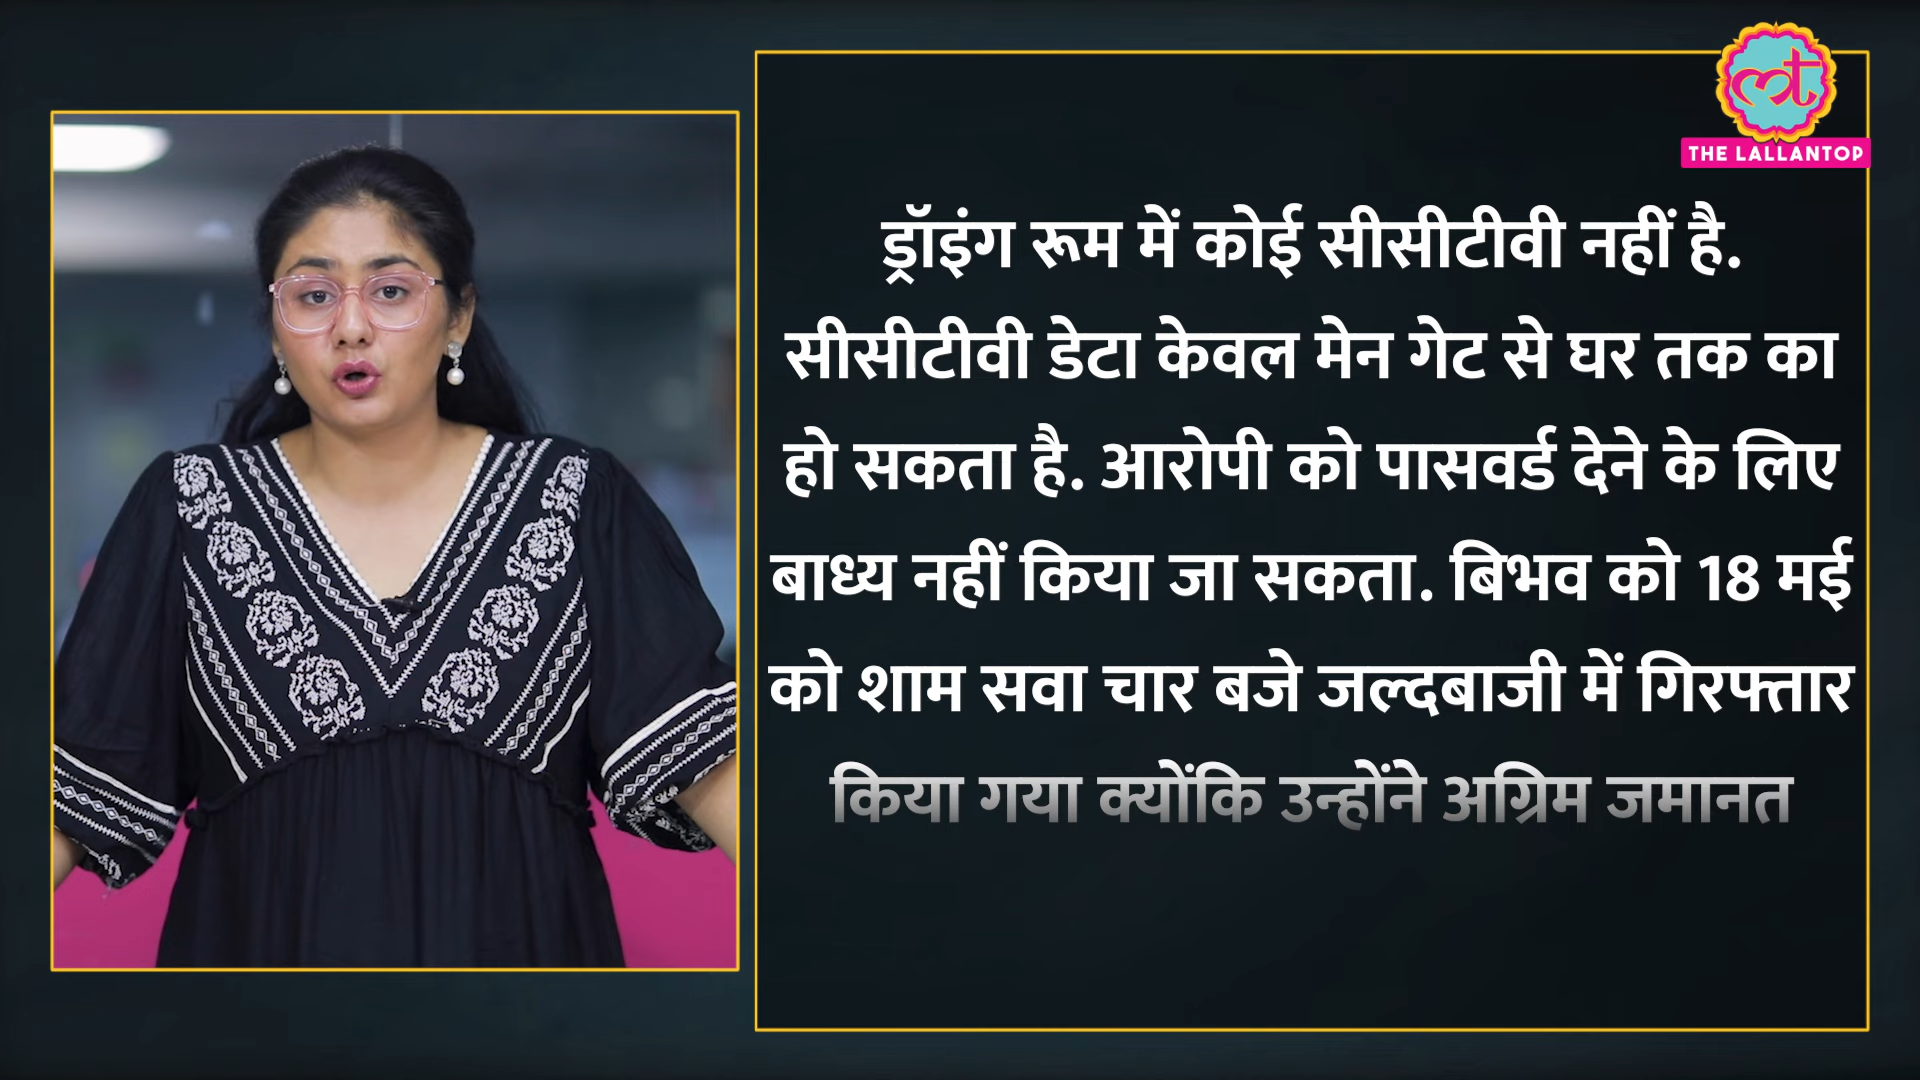 THE LALLANTOP
ड्रॉइंग रूम में कोई सीसीटीवी नहीं है.
सीसीटीवी डेटा केवल मेन गेट से घर तक का
हो सकता है. आरोपी को पासवर्ड देने के लिए
बाध्य नहीं किया जा सकता. बिभव को 18 मई
को शाम सवा चार बजे जल्दबाजी में गिरफ्तार
किया गया क्योंकि उन्होंने अग्रिम जमानत